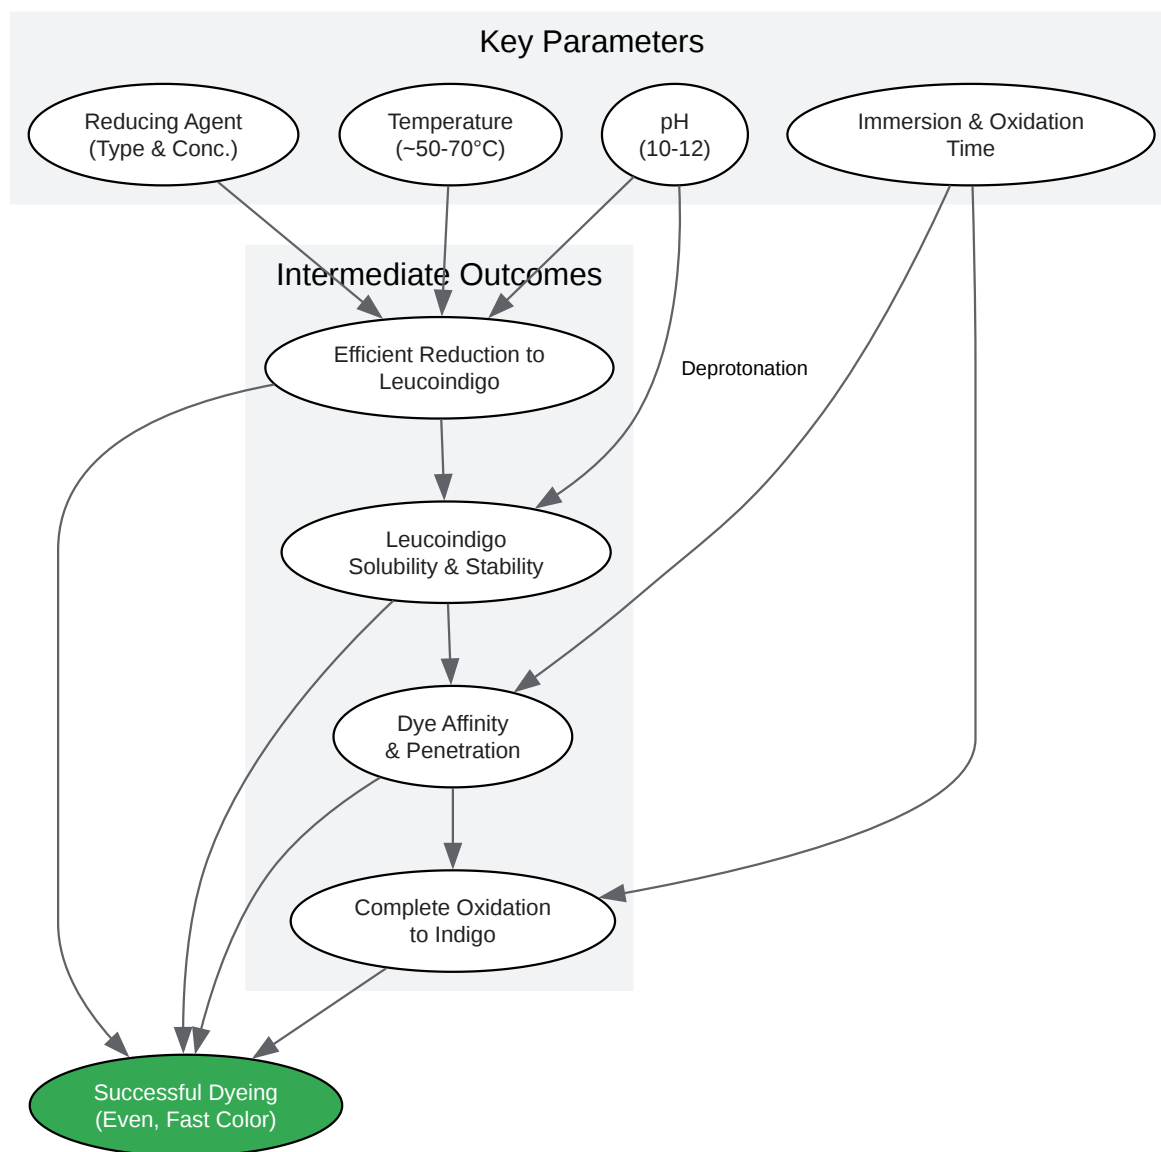 Key Parameters
Reducing Agent
(Type & Conc.)
Temperature
(~50-70°C)
pH
(10-12)
Immersion & Oxidation
Time
Intermediate Outcomes
Efficient Reduction to
Leucoindigo
Deprotonation
Leucoindigo
Solubility & Stability
Dye Affinity
& Penetration
Complete Oxidation
to Indigo
Successful Dyeing
(Even, Fast Color)